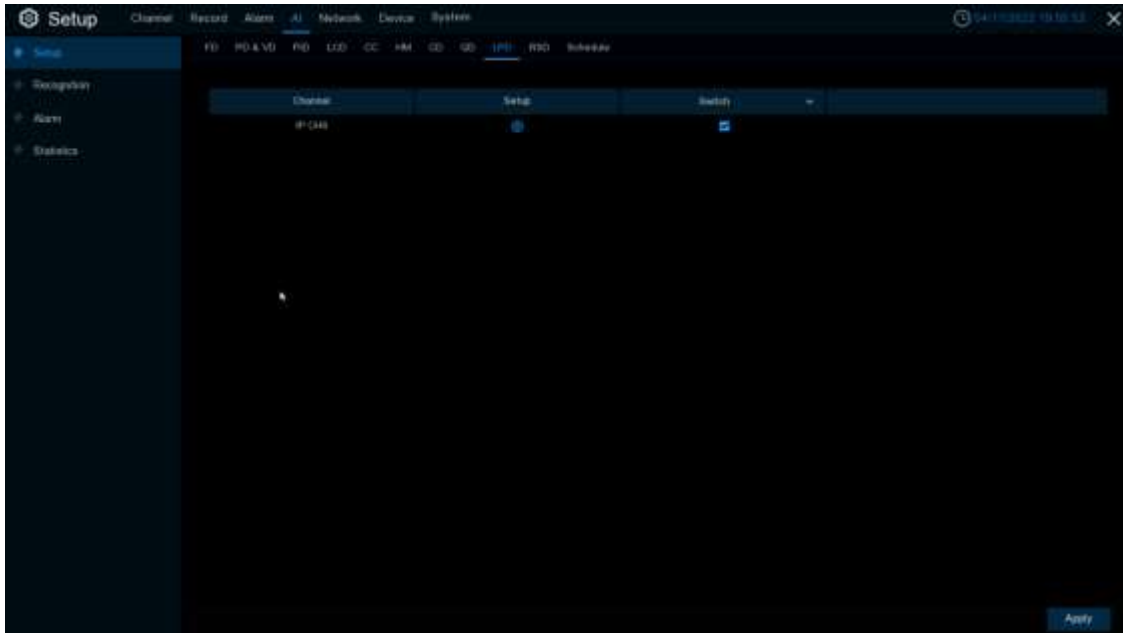 Setup Channel Record Alarm AI Network Device System
Setup FD PD & VD PID LCD CC HM CD QD LPD RSD Schedule
Recognition
Channel Setup Switch
Alarm
Statistics
Apply